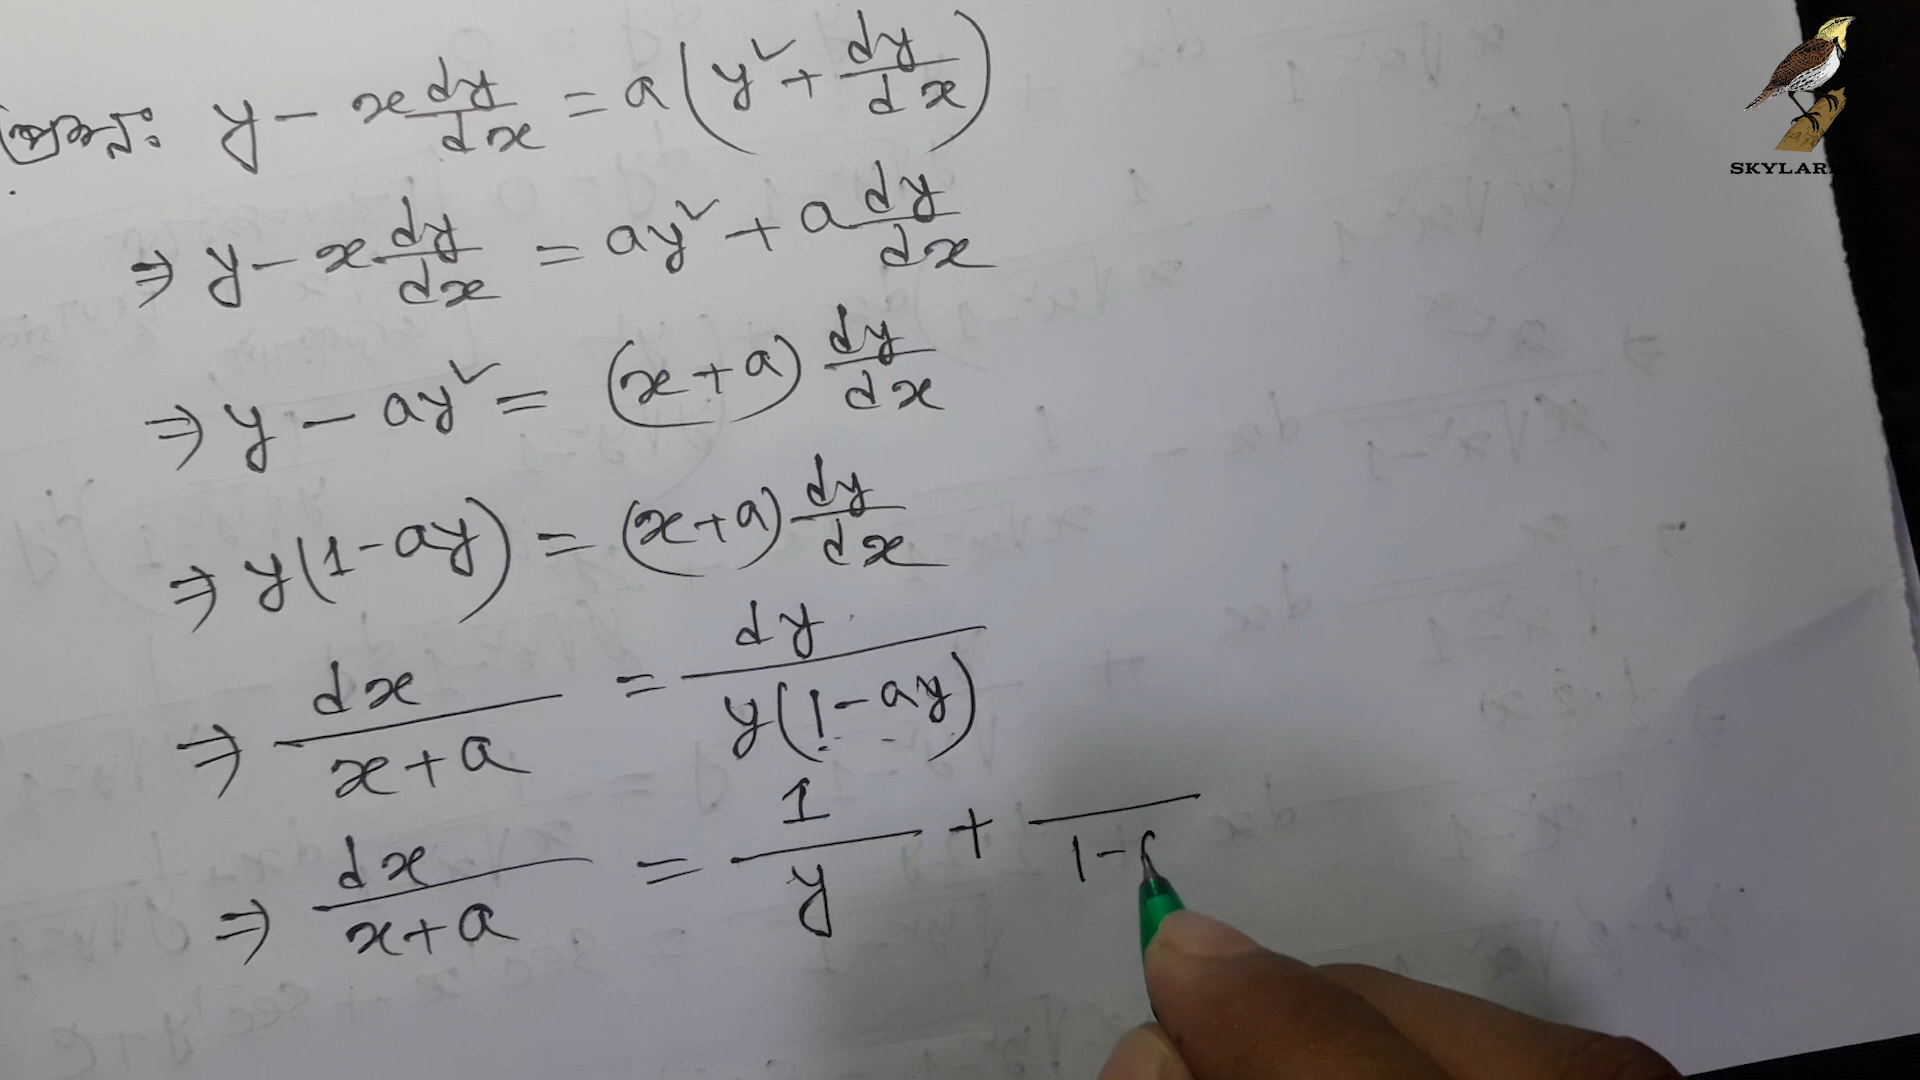 প্রশ্ন: y - x dy/dx = a(y² + dy/dx)
⇒ y - x dy/dx = ay² + a dy/dx
⇒ y - ay² = (x+a) dy/dx
⇒ y(1-ay) = (x+a) dy/dx
⇒ dx/(x+a) = dy/(y(1-ay))
⇒ dx/(x+a) = 1/y + /(1-
SKYLARK